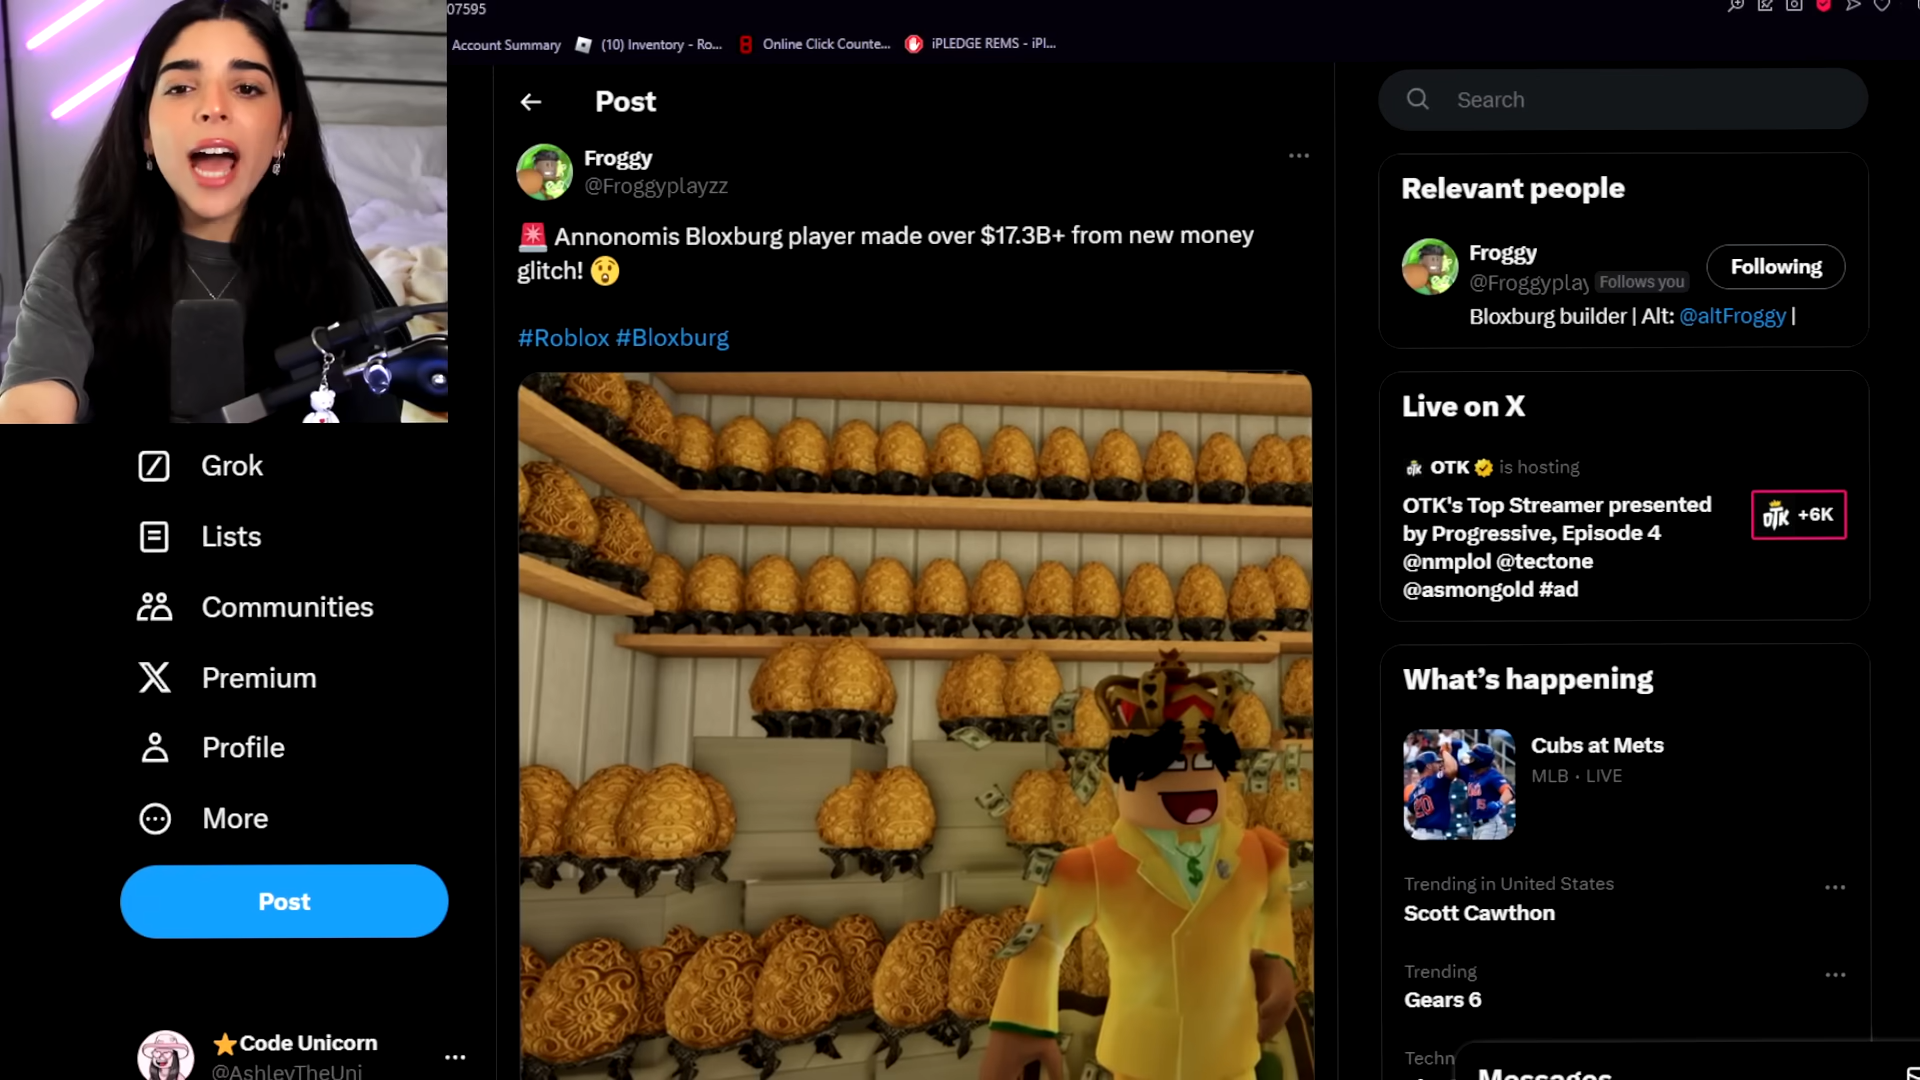 07595
Account Summary
(10) Inventory - Ro...
Online Click Counte...
iPLEDGE REMS - iPl...
Post
Froggy
@Froggyplayzz
🚨 Annonomis Bloxburg player made over $17.3B+ from new money
glitch! 😲
#Roblox #Bloxburg
Grok
Lists
Communities
Premium
Profile
More
Post
⭐Code Unicorn
@AshleyTheUni
Search
Relevant people
Froggy
@Froggyplay Follows you
Following
Bloxburg builder | Alt: @altFroggy |
Live on X
OTK is hosting
OTK's Top Streamer presented
by Progressive, Episode 4
@nmplol @tectone
@asmongold #ad
OTK +6K
What's happening
Cubs at Mets
MLB · LIVE
Trending in United States
Scott Cawthon
Trending
Gears 6
Techn
Messages